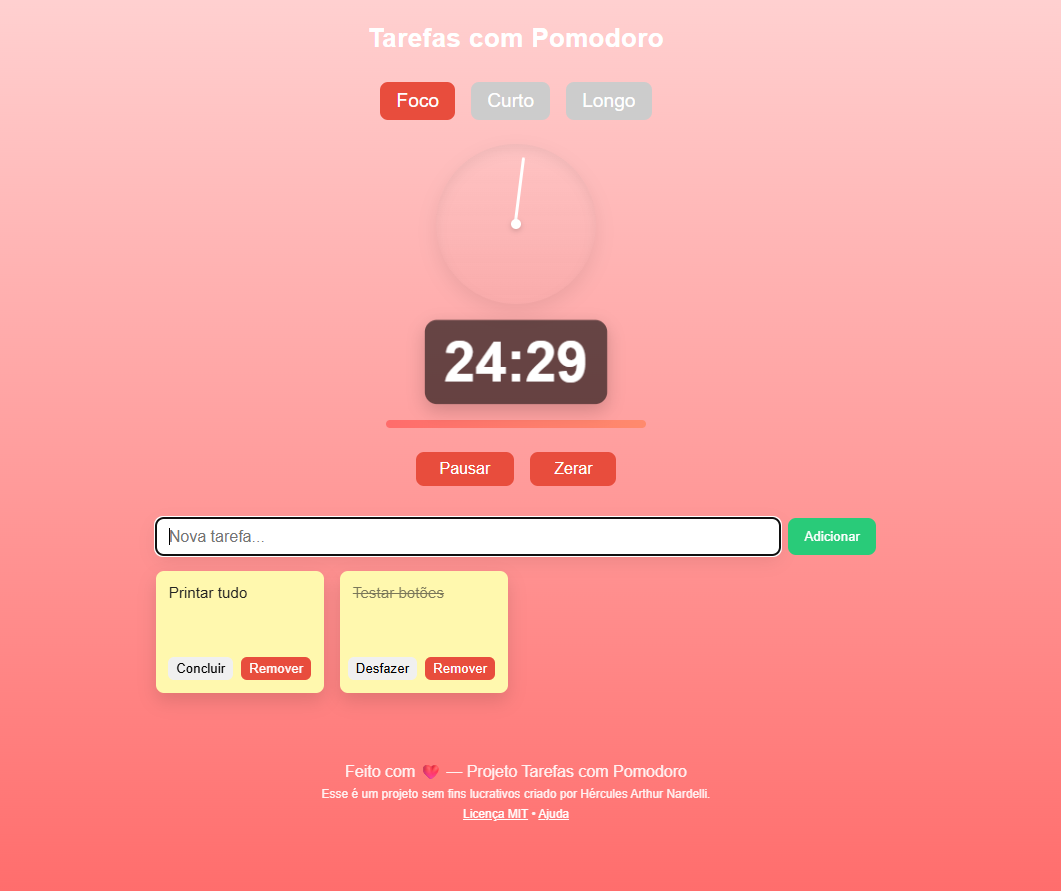 Tarefas com Pomodoro
Foco Curto Longo
24:29
Pausar Zerar
Nova tarefa... Adicionar
Printar tudo Testar botões
Concluir Remover Desfazer Remover
Feito com 💖 — Projeto Tarefas com Pomodoro
Esse é um projeto sem fins lucrativos criado por Hércules Arthur Nardelli.
Licença MIT • Ajuda